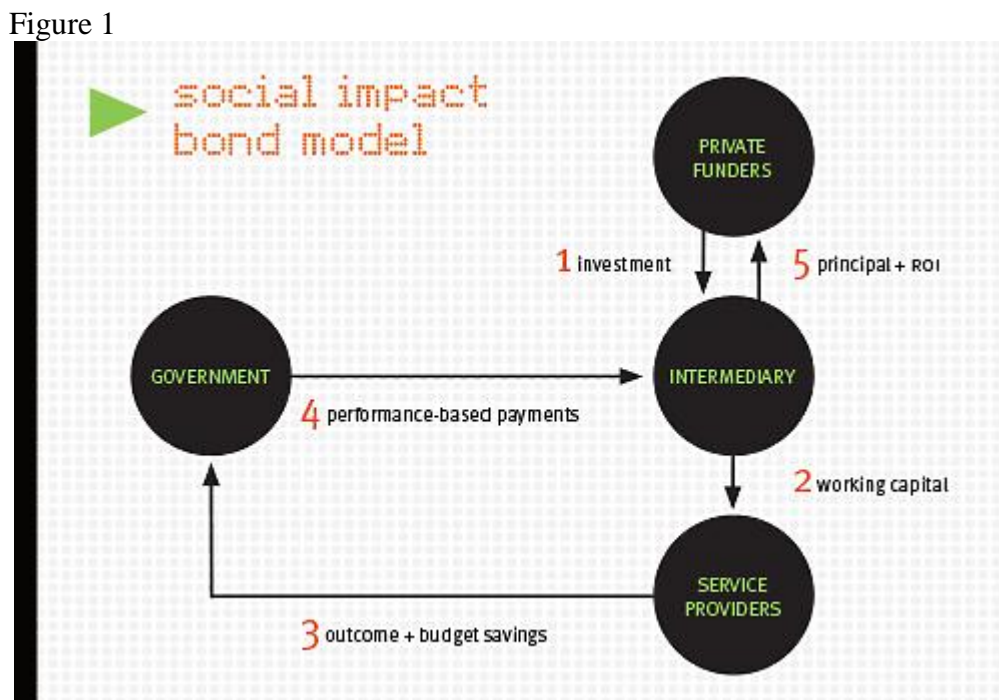 Figure 1
social impact
bond model
PRIVATE
FUNDERS
1 investment
5 principal + ROI
GOVERNMENT
INTERMEDIARY
4 performance-based payments
2 working capital
SERVICE
PROVIDERS
3 outcome + budget savings